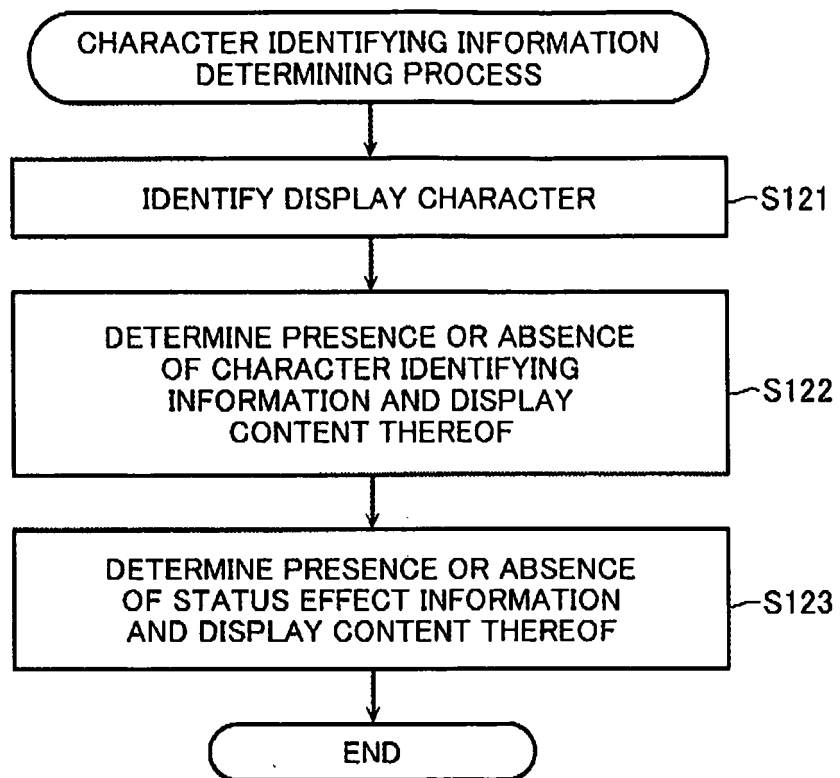 CHARACTER IDENTIFYING INFORMATION
DETERMINING PROCESS
IDENTIFY DISPLAY CHARACTER
S121
DETERMINE PRESENCE OR ABSENCE
OF CHARACTER IDENTIFYING
INFORMATION AND DISPLAY
CONTENT THEREOF
S122
DETERMINE PRESENCE OR ABSENCE
OF STATUS EFFECT INFORMATION
AND DISPLAY CONTENT THEREOF
S123
END